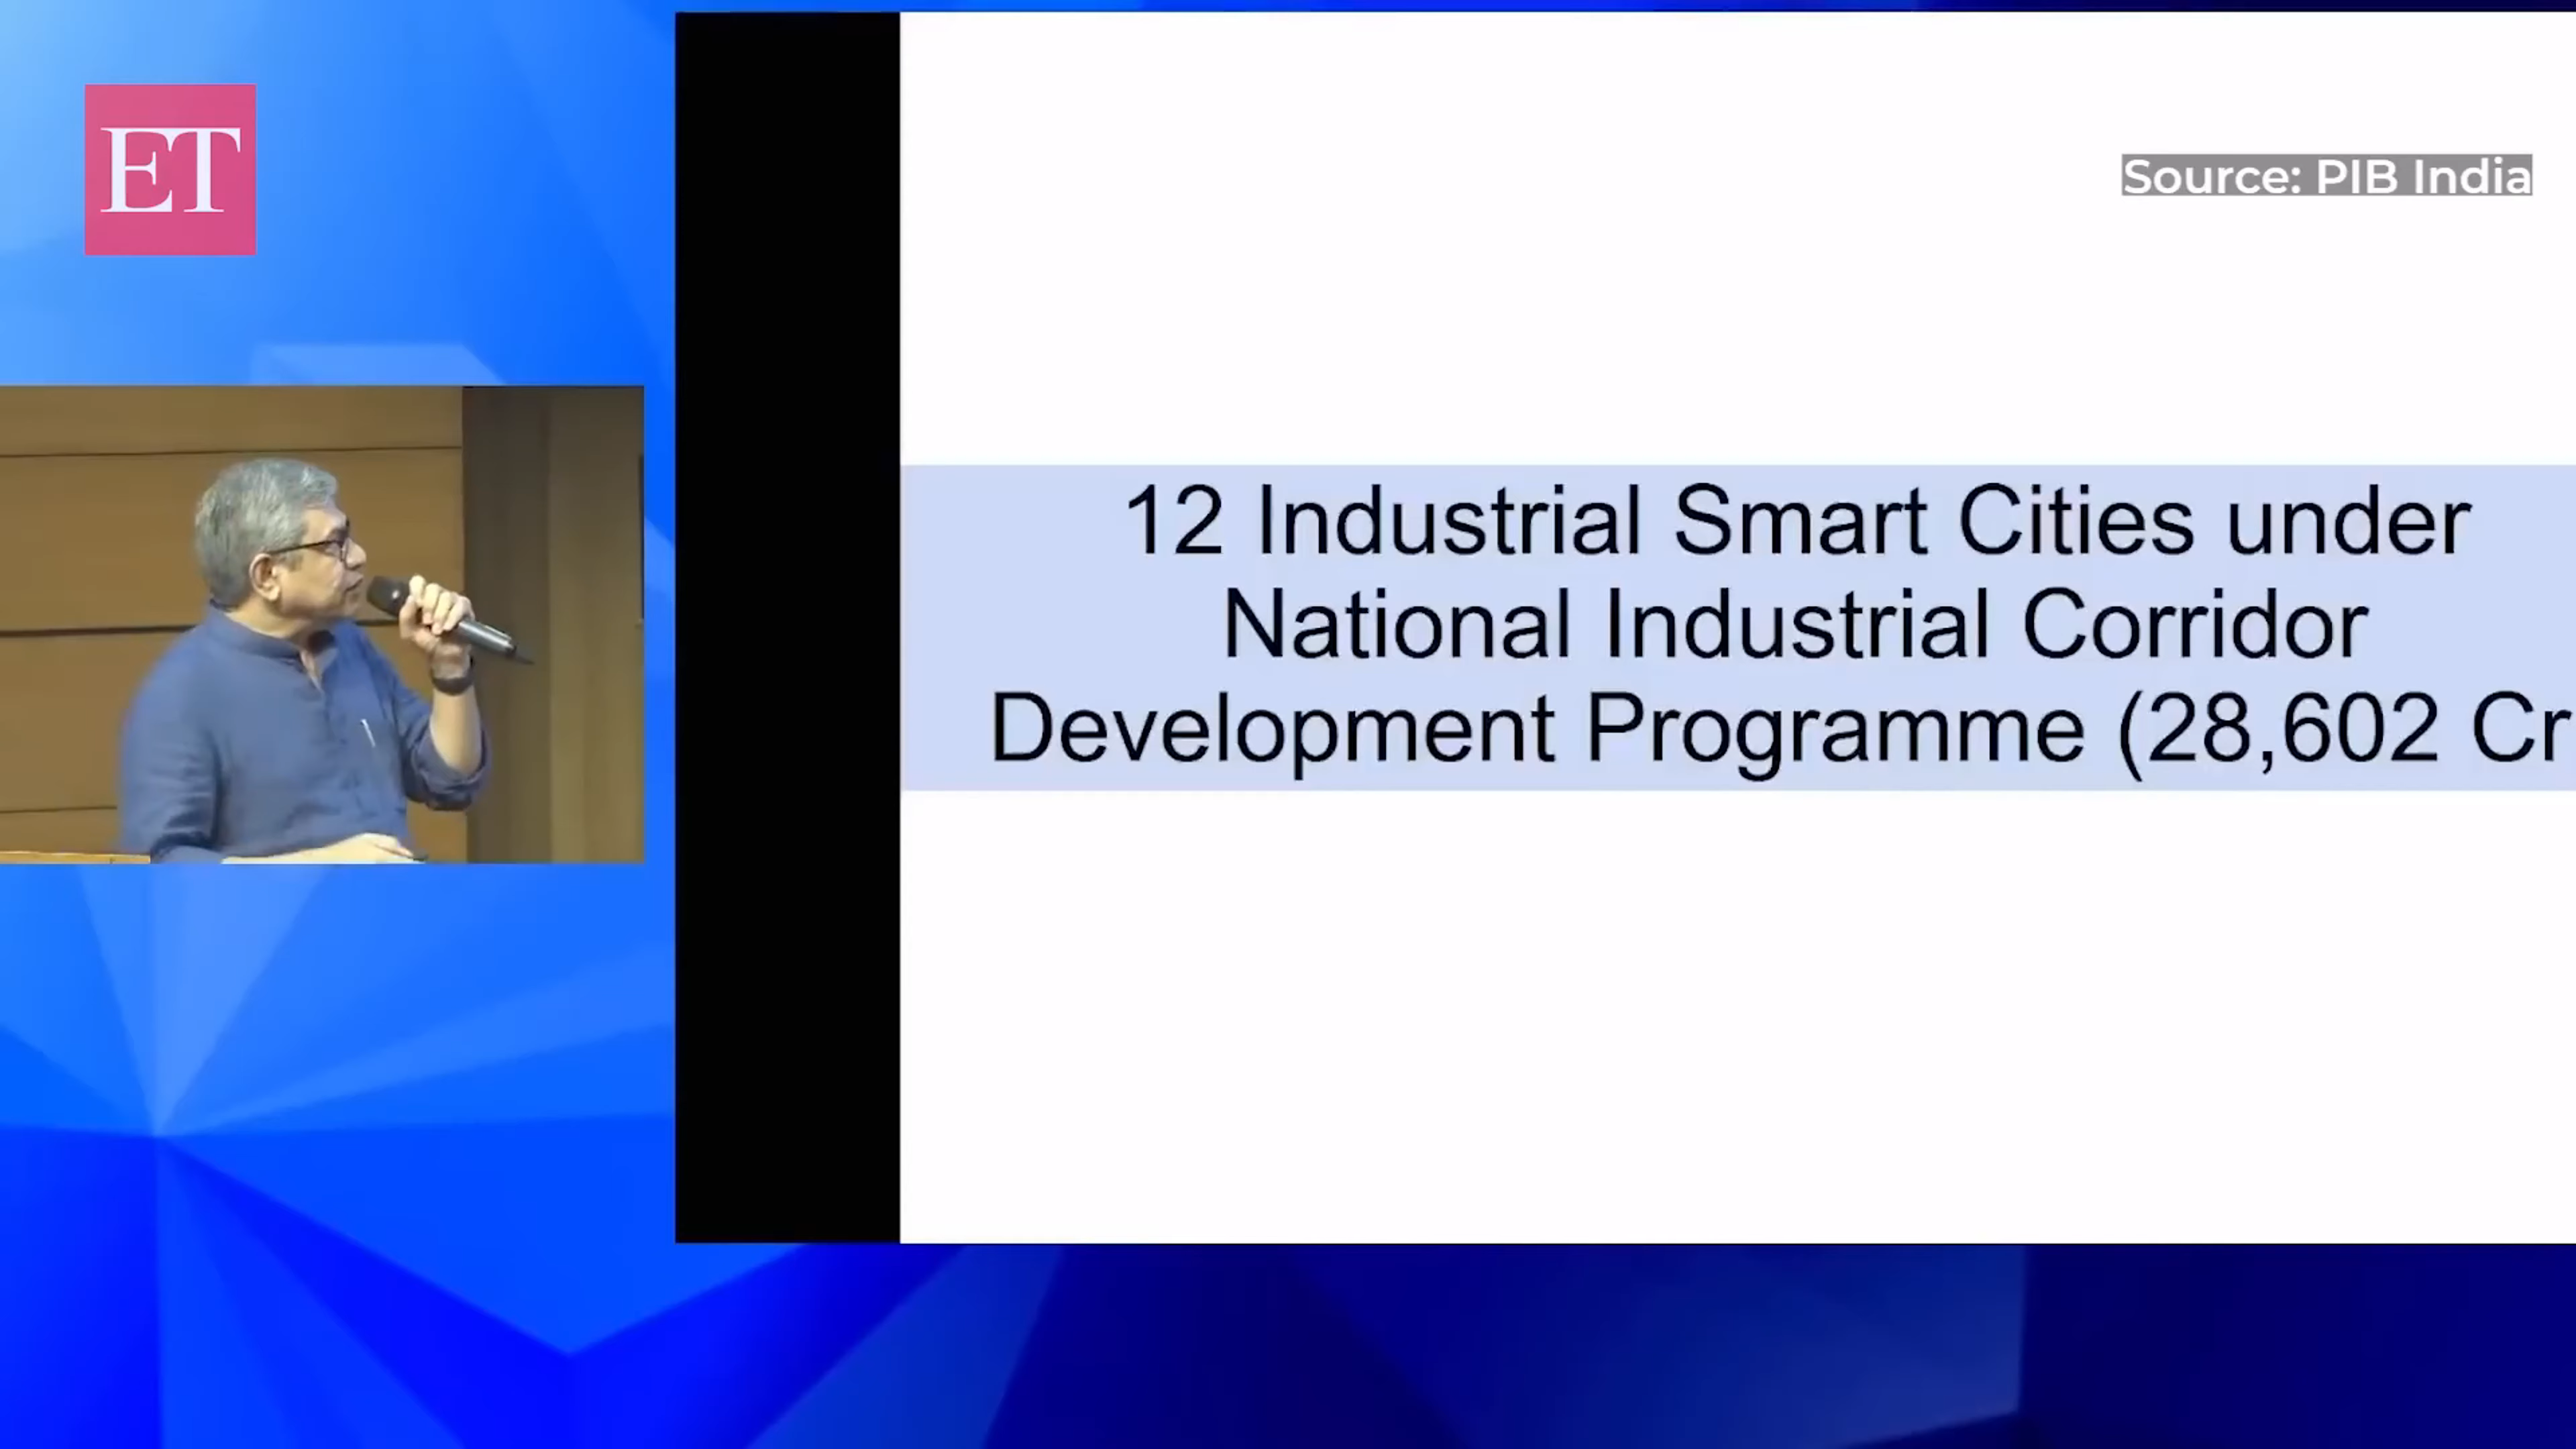 ET
Source: PIB India
12 Industrial Smart Cities under
National Industrial Corridor
Development Programme (28,602 Cr